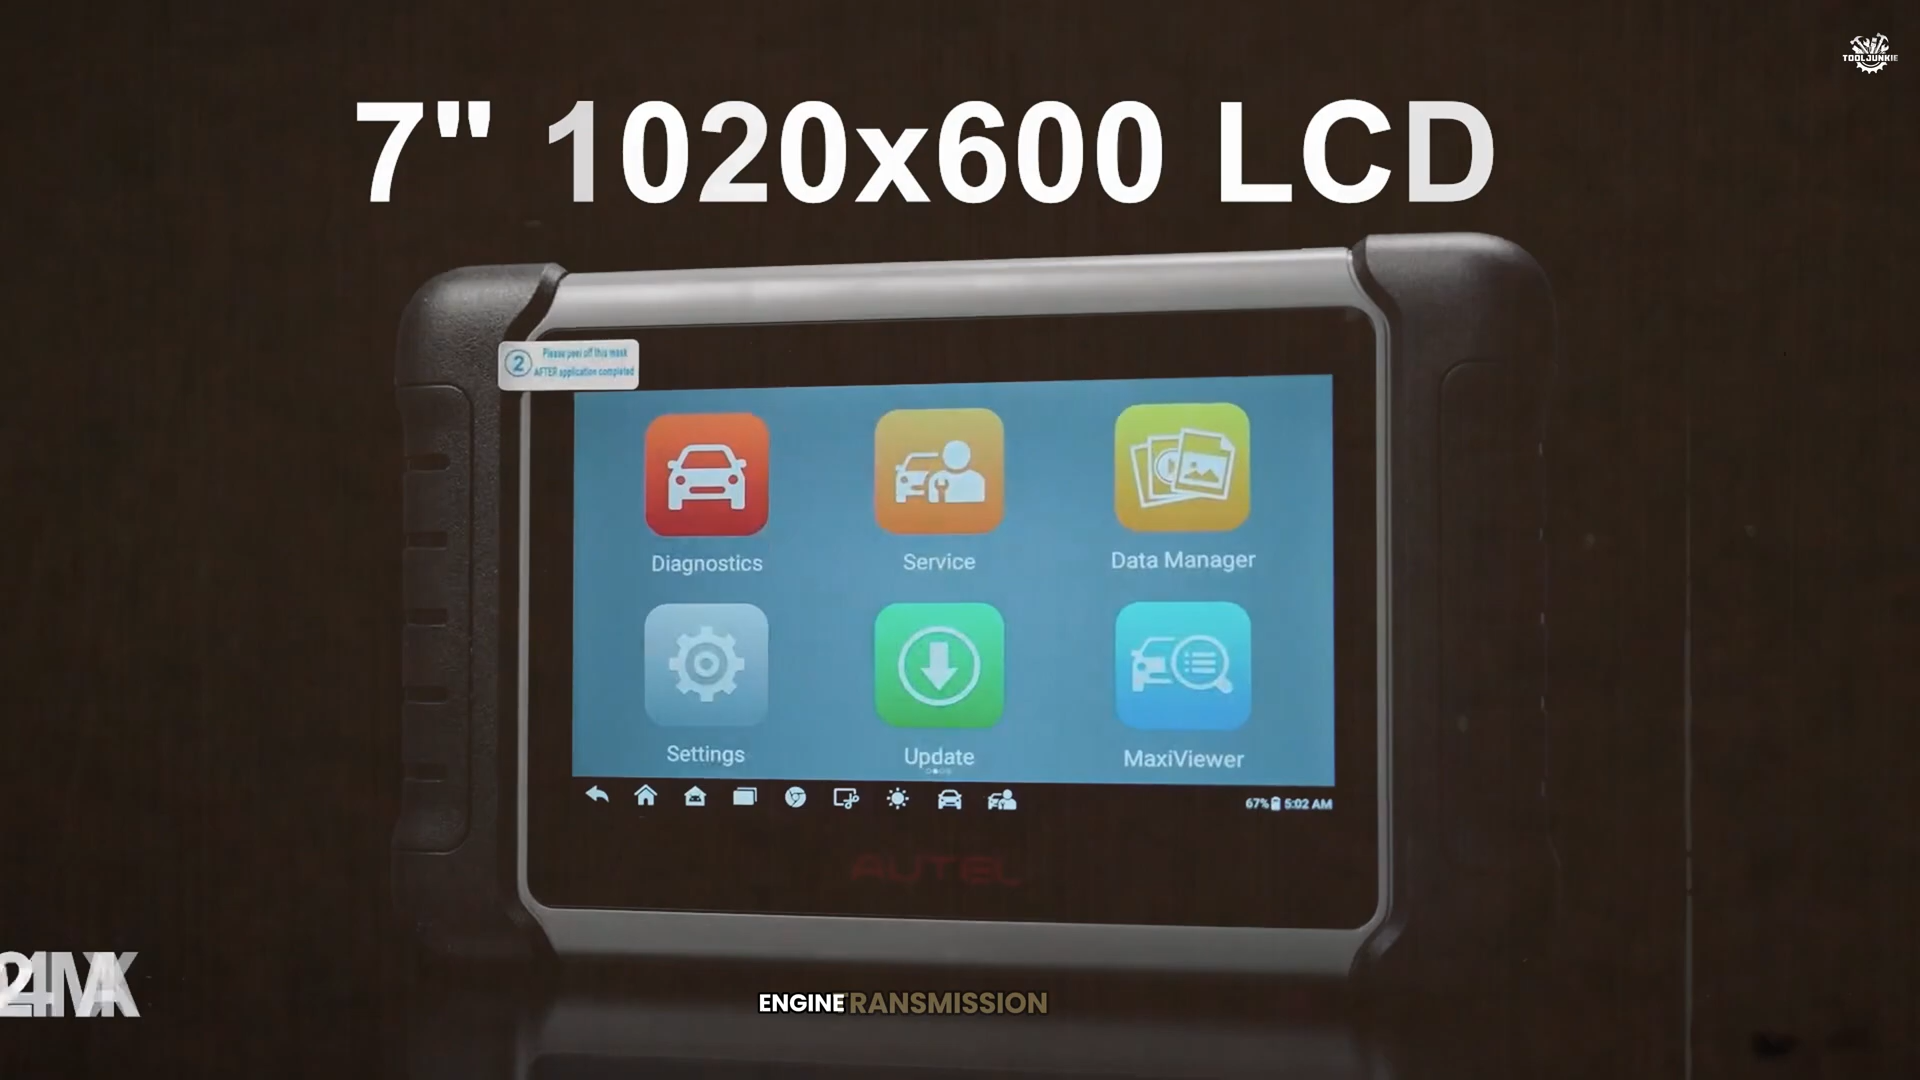 TOOLJUNKIE
7" 1020x600 LCD
2 Please peel off this mask
AFTER application completed
Diagnostics
Service
Data Manager
Settings
Update
MaxiViewer
67% 5:02 AM
AUTEL
ENGINE TRANSMISSION